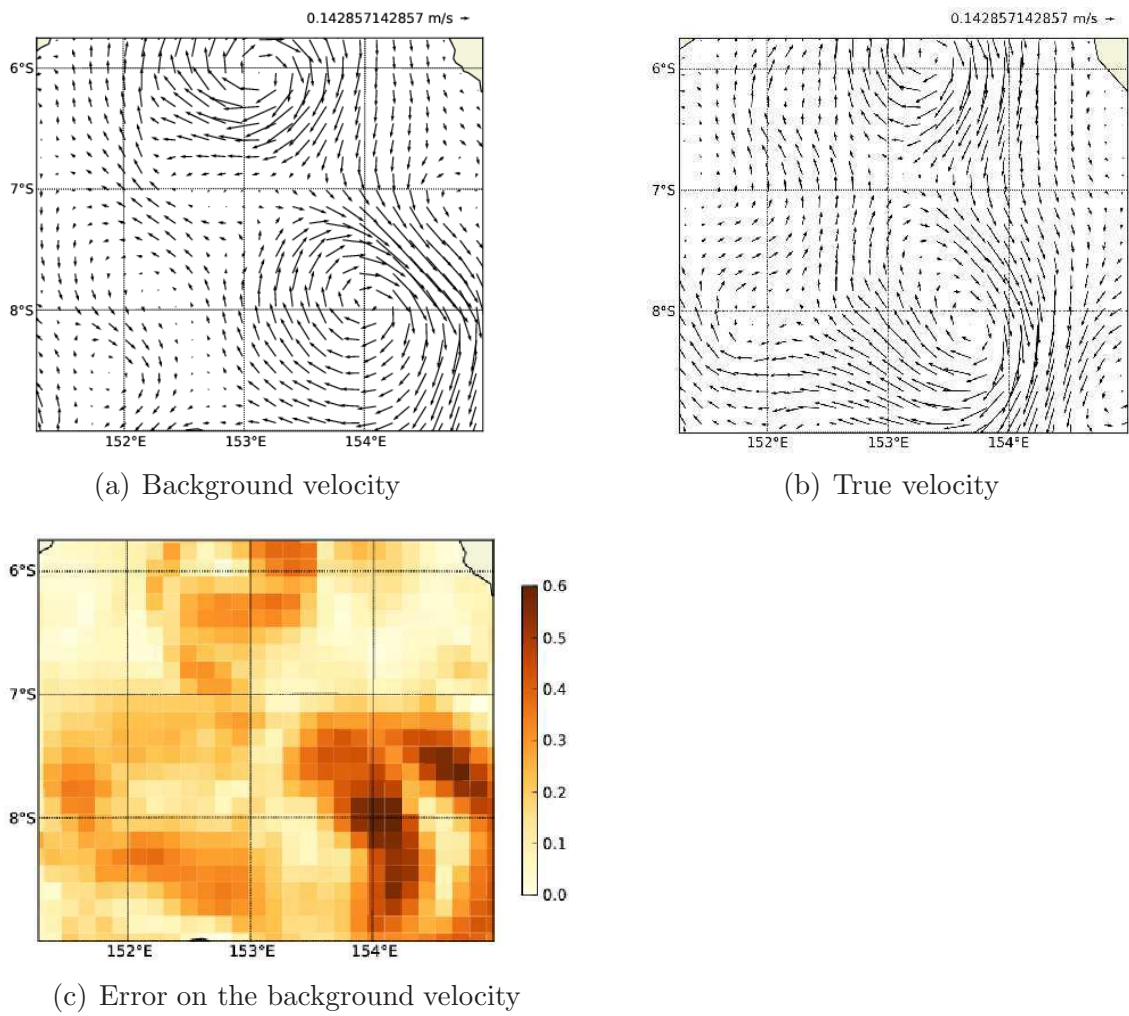 0.142857142857 m/s
6°S
7°S
8°S
152°E 153°E 154°E
(a) Background velocity
0.142857142857 m/s
6°S
7°S
8°S
152°E 153°E 154°E
(b) True velocity
6°S
7°S
8°S
152°E 153°E 154°E
0.6
0.5
0.4
0.3
0.2
0.1
0.0
(c) Error on the background velocity